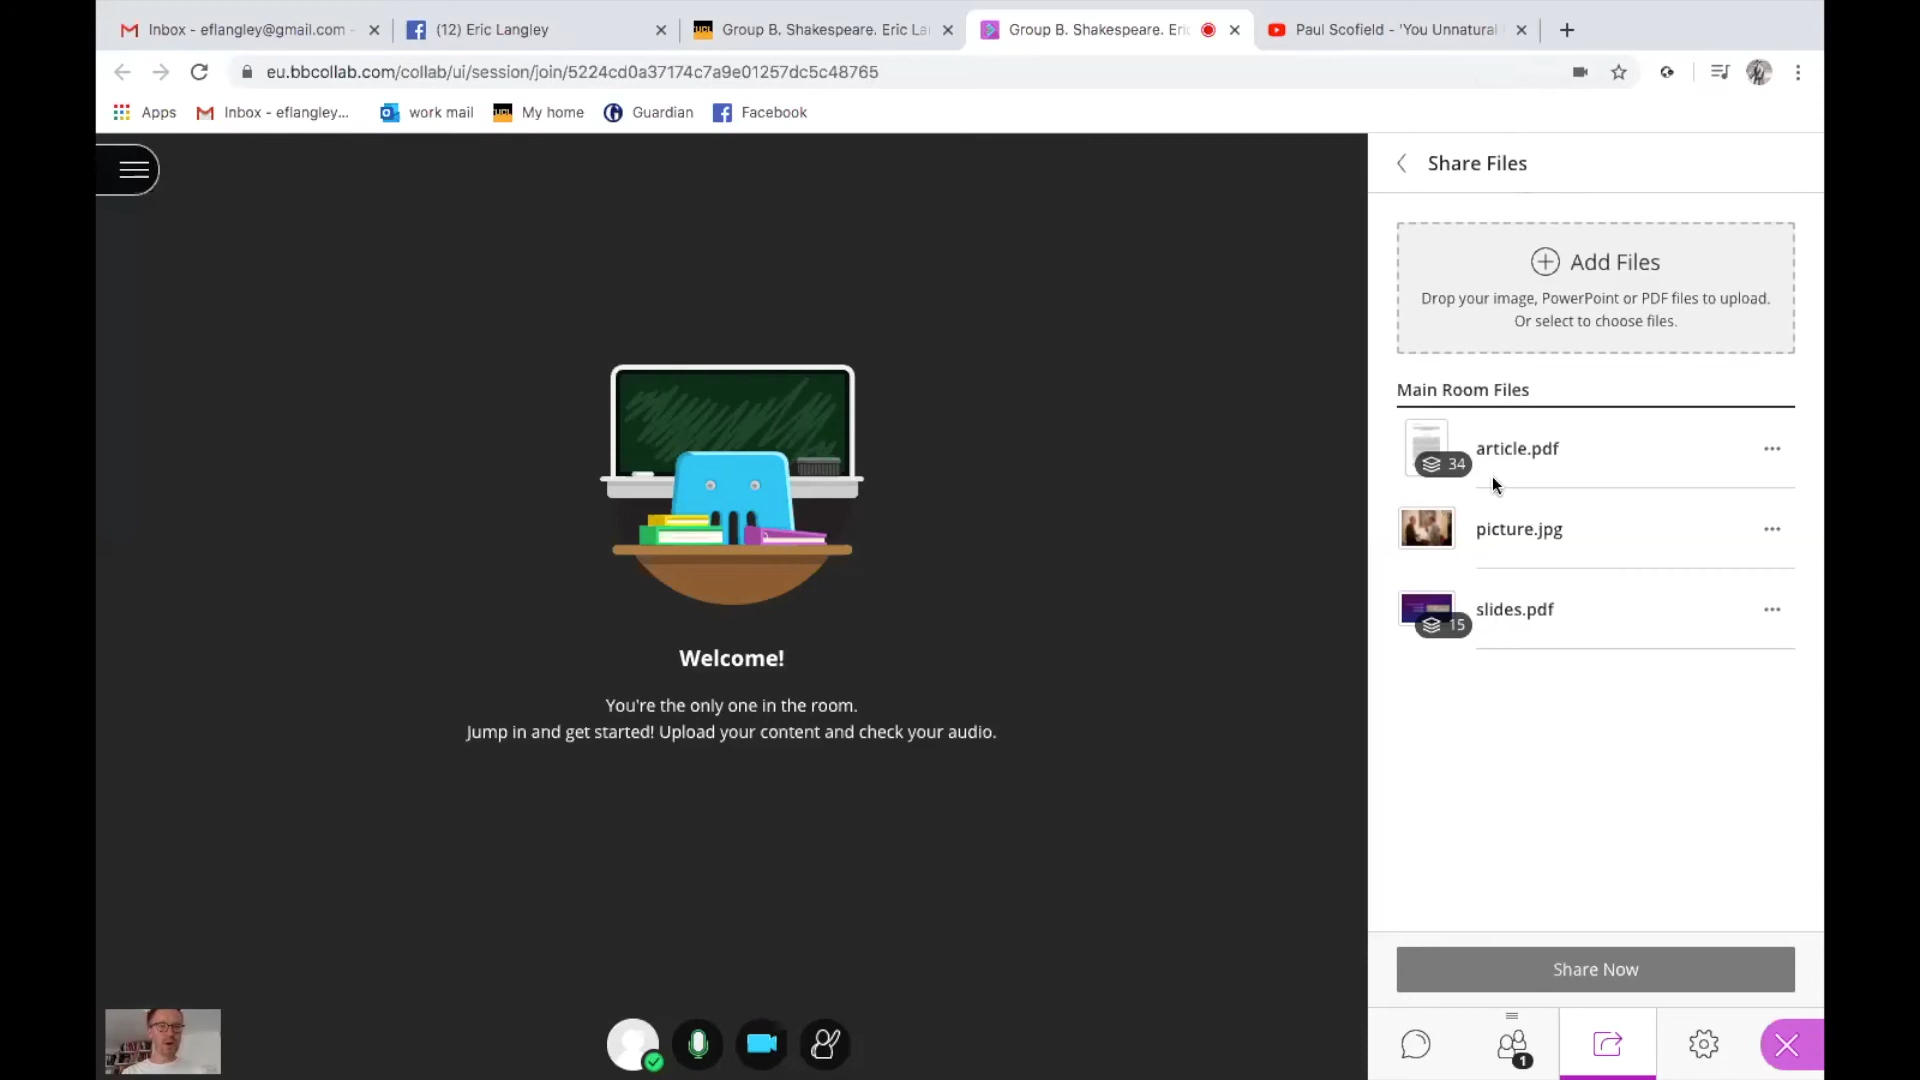 Inbox - eflangley@gmail.com -
(12) Eric Langley
Group B. Shakespeare. Eric La
Group B. Shakespeare. Eric
Paul Scofield - 'You Unnatural
eu.bbcollab.com/collab/ui/session/join/5224cd0a37174c7a9e01257dc5c48765
Apps
Inbox - eflangley...
work mail
UCL
My home
Guardian
Facebook
Share Files
Add Files
Drop your image, PowerPoint or PDF files to upload.
Or select to choose files.
Main Room Files
article.pdf
34
picture.jpg
slides.pdf
15
Welcome!
You're the only one in the room.
Jump in and get started! Upload your content and check your audio.
Share Now
1